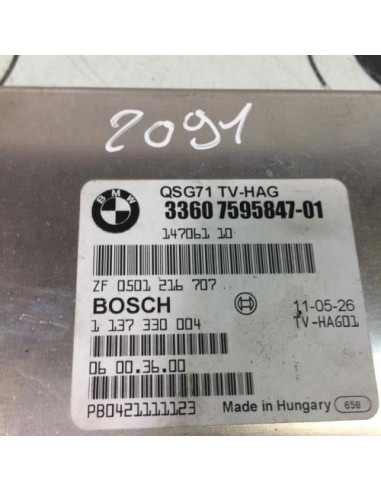 2091
BMW
QSG71 TV-HAG
3360 7595847-01
147061 10
ZF 0501 216 707
BOSCH
11-05-26
1 137 330 004
TV-HAG01
06 00.36.00
PB0421111123
Made in Hungary
658